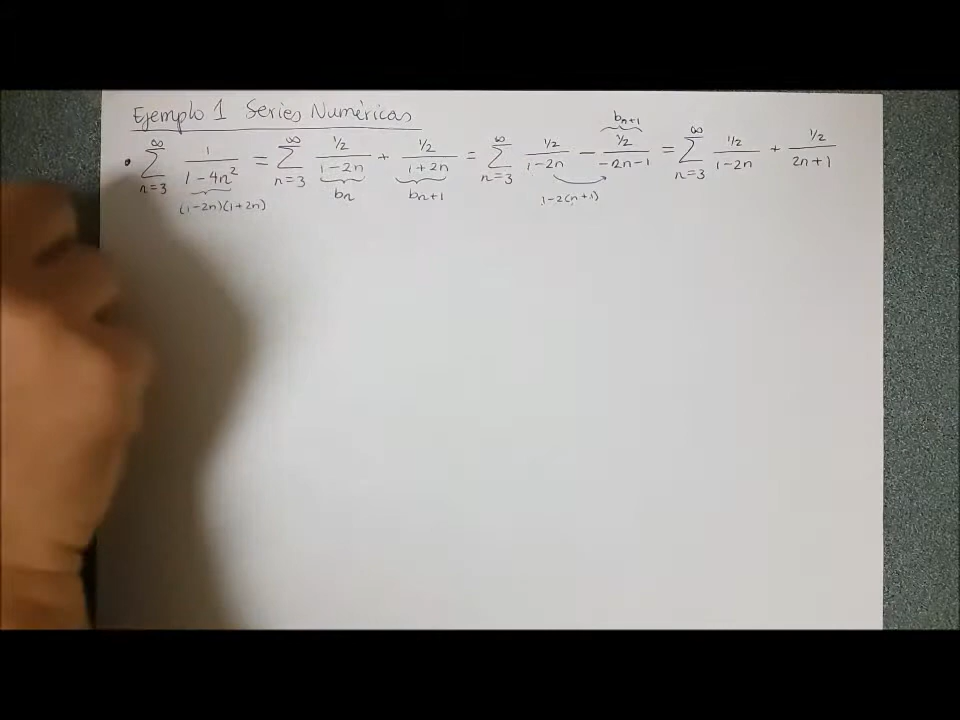 Ejemplo 1 Series Numéricas
• ∑_{n=3}^{∞} 1/(1-4n²) = ∑_{n=3}^{∞} (1/2)/(1-2n) + (1/2)/(1+2n) = ∑_{n=3}^{∞} (1/2)/(1-2n) - (1/2)/(-2n-1) = ∑_{n=3}^{∞} (1/2)/(1-2n) + (1/2)/(2n+1)
(1-2n)(1+2n) b_n b_{n+1} 1-2(n+1) b_{n+1}